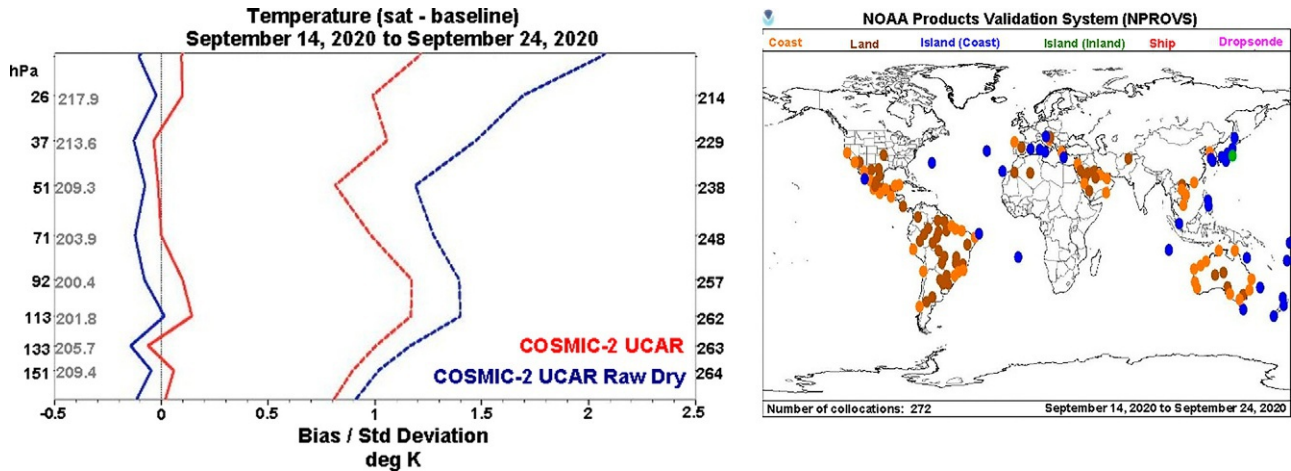 Temperature (sat - baseline)
September 14, 2020 to September 24, 2020
hPa
26 217.9 214
37 213.6 229
51 209.3 238
71 203.9 248
92 200.4 257
113 201.8 262
133 205.7 263
151 209.4 264
COSMIC-2 UCAR
COSMIC-2 UCAR Raw Dry
-0.5 0 0.5 1 1.5 2 2.5
Bias / Std Deviation
deg K
NOAA Products Validation System (NPROVS)
Coast Land Island (Coast) Island (Inland) Ship Dropsonde
Number of collocations: 272 September 14, 2020 to September 24, 2020